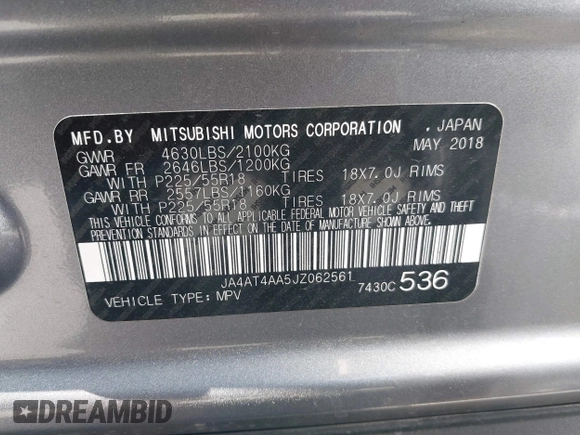 MFD.BY MITSUBISHI MOTORS CORPORATION . JAPAN
GVWR 4630LBS/2100KG MAY 2018
GAWR FR 2646LBS/1200KG
WITH P225/55R18 TIRES 18X7.0J RIMS
GAWR RR 2557LBS/1160KG
WITH P225/55R18 TIRES 18X7.0J RIMS
THIS VEHICLE CONFORMS TO ALL APPLICABLE FEDERAL MOTOR VEHICLE SAFETY AND THEFT
PREVENTION STANDARDS IN EFFECT ON THE DATE OF MANUFACTURE SHOWN ABOVE.
JA4AT4AA5JZ062561
VEHICLE TYPE: MPV 7430C 536
DREAMBID